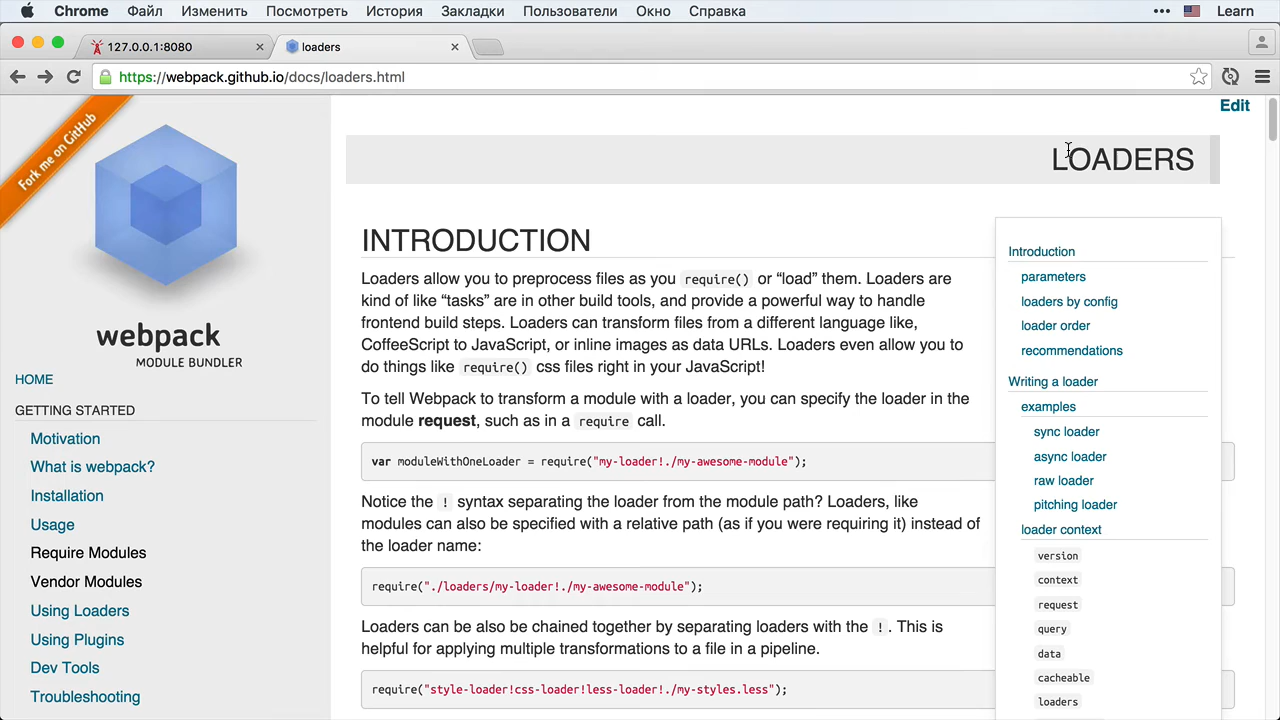 Chrome Файл Изменить Посмотреть История Закладки Пользователи Окно Справка Learn
127.0.0.1:8080
loaders
https://webpack.github.io/docs/loaders.html
Fork me on GitHub
Edit
LOADERS
webpack
MODULE BUNDLER
HOME
GETTING STARTED
Motivation
What is webpack?
Installation
Usage
Require Modules
Vendor Modules
Using Loaders
Using Plugins
Dev Tools
Troubleshooting
INTRODUCTION
Loaders allow you to preprocess files as you require() or “load” them. Loaders are
kind of like “tasks” are in other build tools, and provide a powerful way to handle
frontend build steps. Loaders can transform files from a different language like,
CoffeeScript to JavaScript, or inline images as data URLs. Loaders even allow you to
do things like require() css files right in your JavaScript!
To tell Webpack to transform a module with a loader, you can specify the loader in the
module request, such as in a require call.
var moduleWithOneLoader = require("my-loader!./my-awesome-module");
Notice the ! syntax separating the loader from the module path? Loaders, like
modules can also be specified with a relative path (as if you were requiring it) instead of
the loader name:
require("./loaders/my-loader!./my-awesome-module");
Loaders can be also be chained together by separating loaders with the !. This is
helpful for applying multiple transformations to a file in a pipeline.
require("style-loader!css-loader!less-loader!./my-styles.less");
Introduction
parameters
loaders by config
loader order
recommendations
Writing a loader
examples
sync loader
async loader
raw loader
pitching loader
loader context
version
context
request
query
data
cacheable
loaders